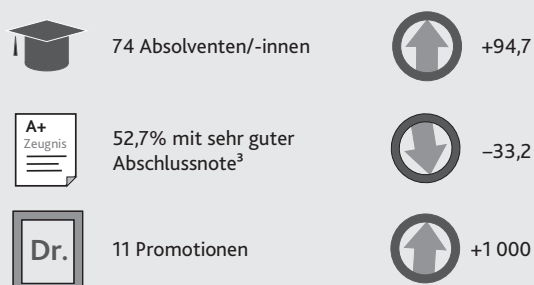 74 Absolventen/-innen
+94,7
A+
Zeugnis
52,7% mit sehr guter
Abschlussnote³
−33,2
Dr.
11 Promotionen
+1 000